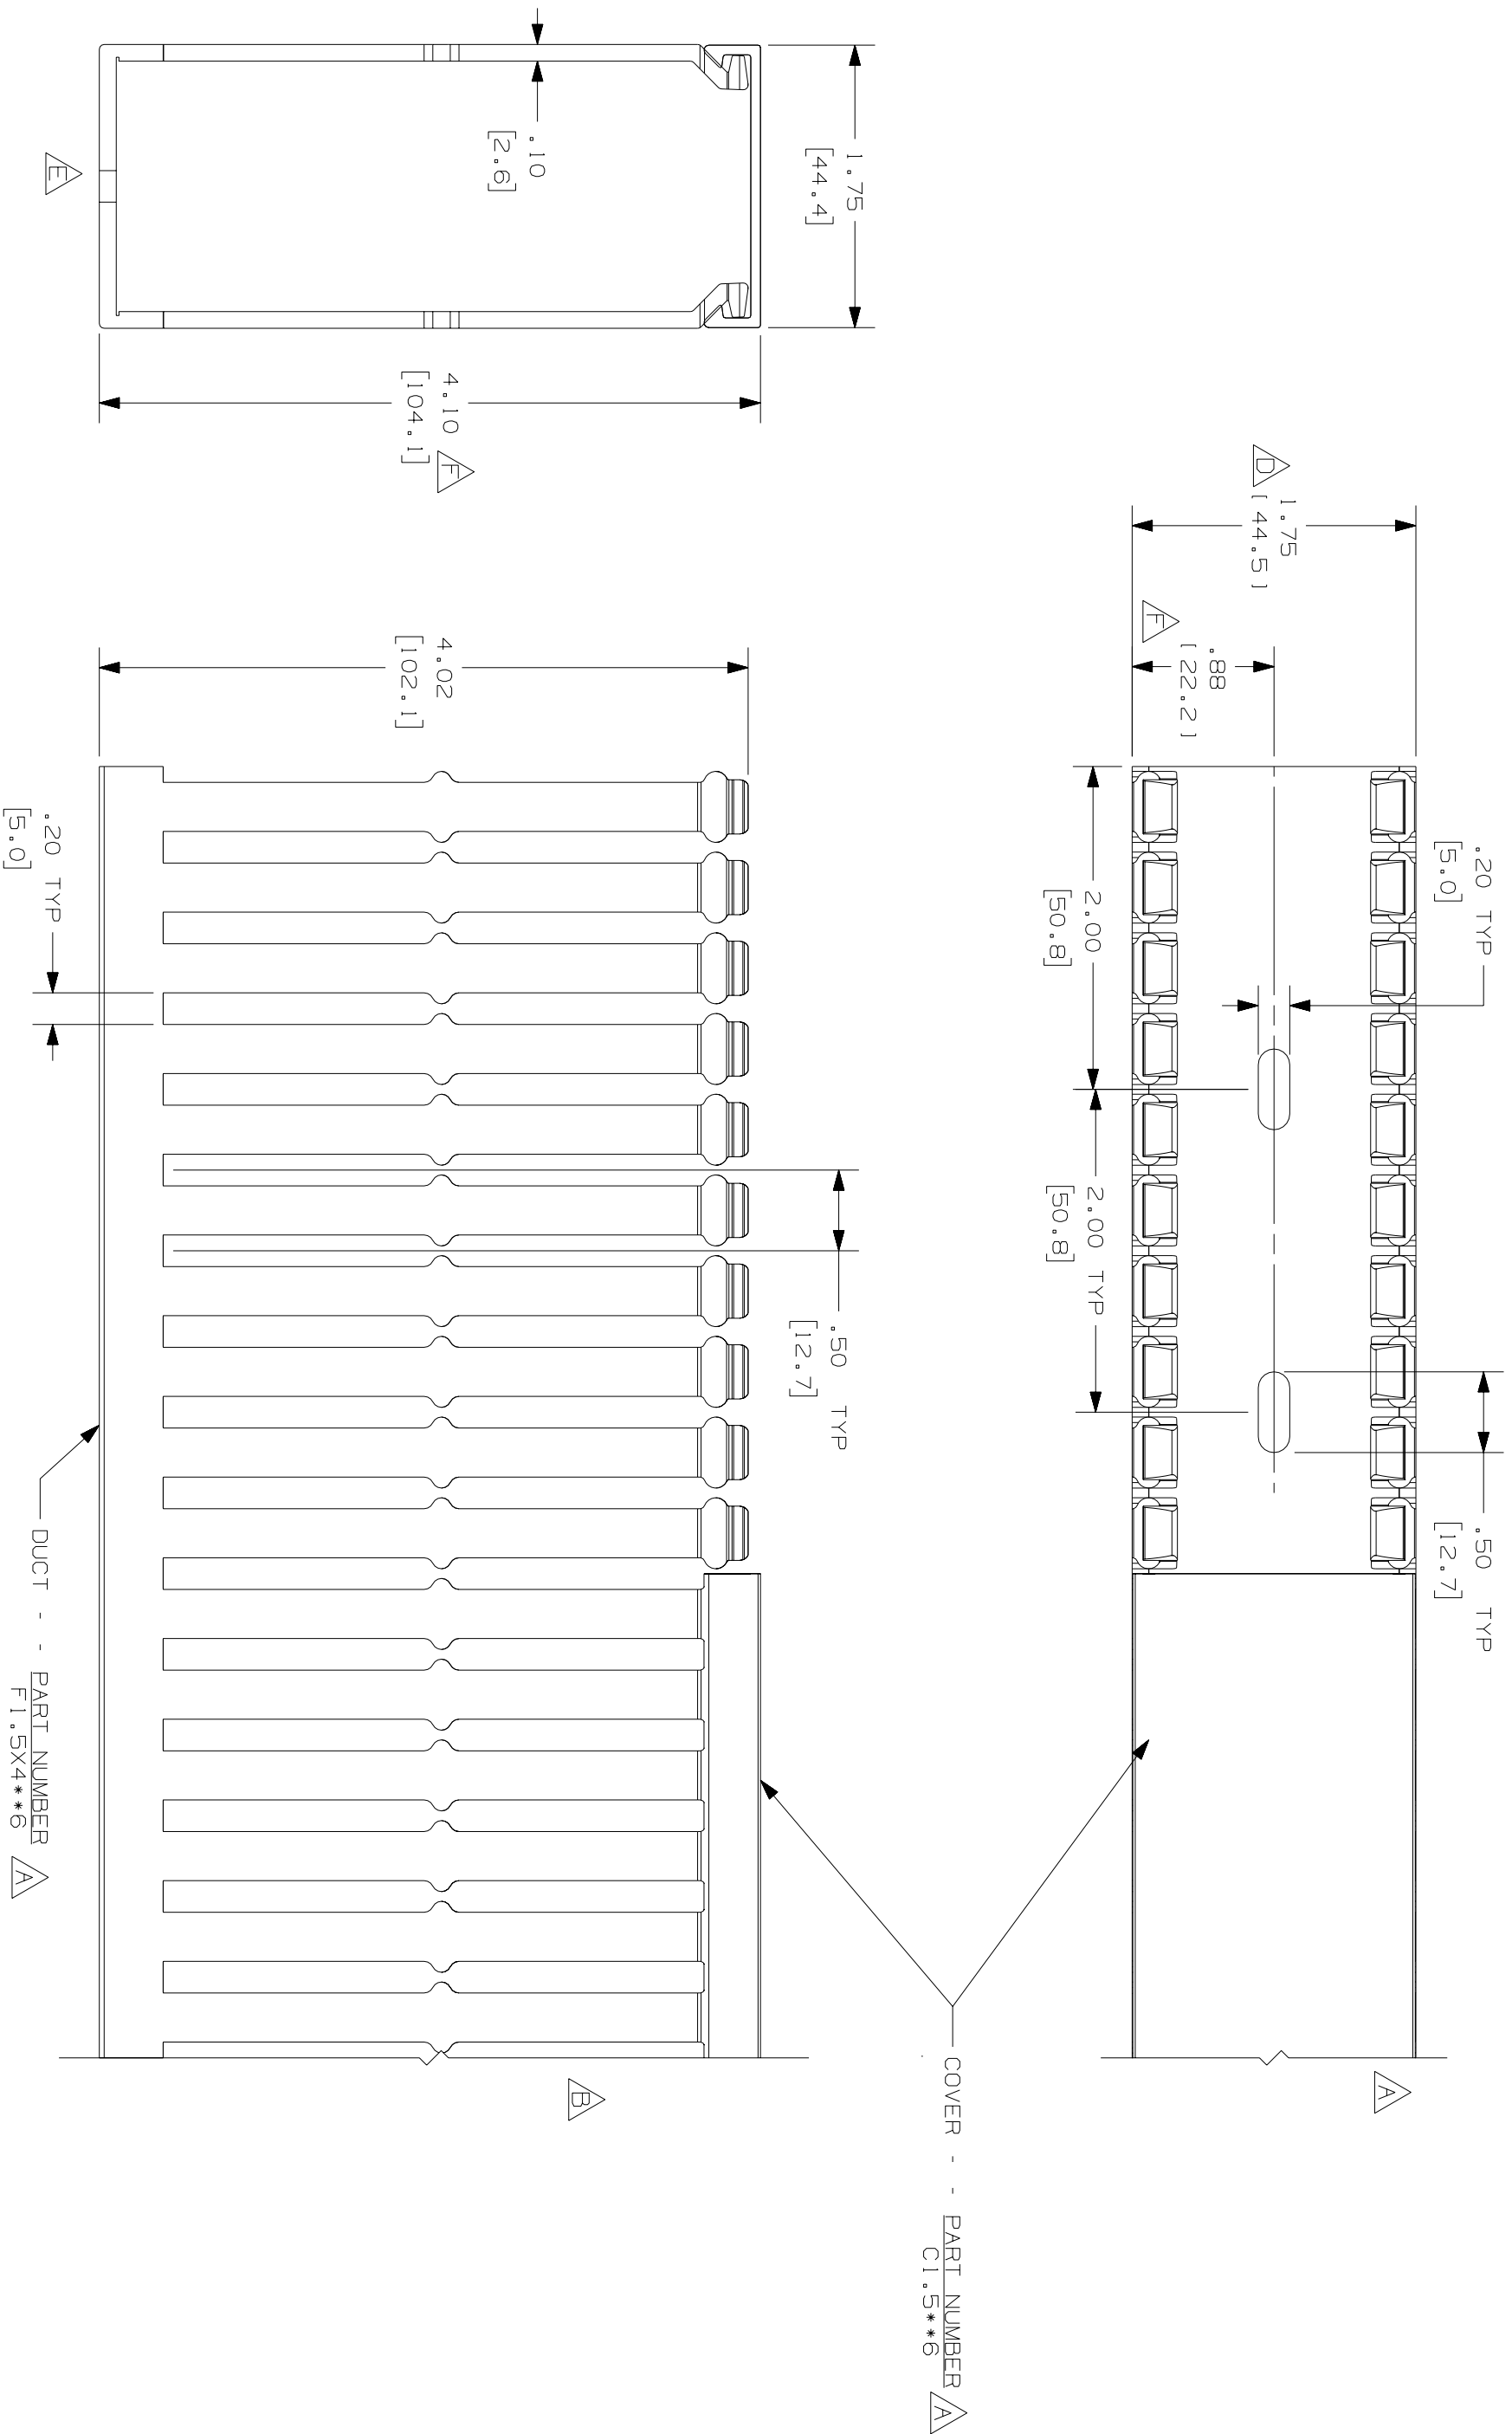 1.75
[44.5]
D
.88
[22.2]
F
.20 TYP
[5.0]
.50 TYP
[12.7]
2.00
[50.8]
2.00 TYP
[50.8]
A
COVER - - PART NUMBER
C1.5**6
A
1.75
[44.4]
.10
[2.6]
E
4.10
[104.1]
F
4.02
[102.1]
.50 TYP
[12.7]
B
.20 TYP
[5.0]
DUCT - - PART NUMBER
F1.5X4**6
A